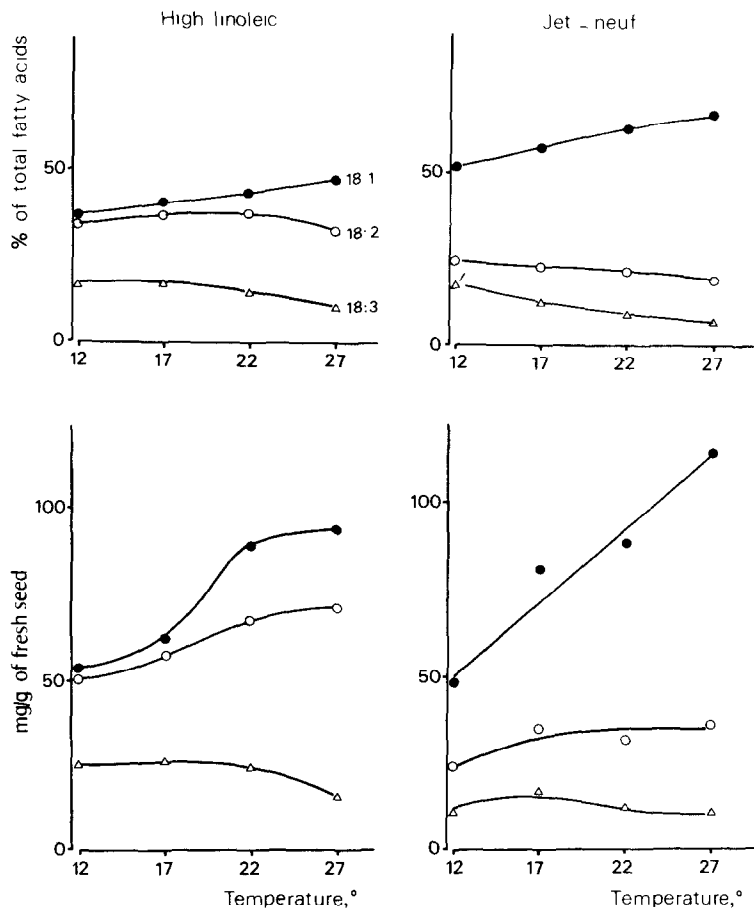 High linoleic
Jet - neuf
% of total fatty acids
50
18 1
18·2
18:3
0
12 17 22 27
50
0
12 17 22 27
mg/g of fresh seed
100
50
0
12 17 22 27
Temperature,°
100
50
0
12 17 22 27
Temperature,°